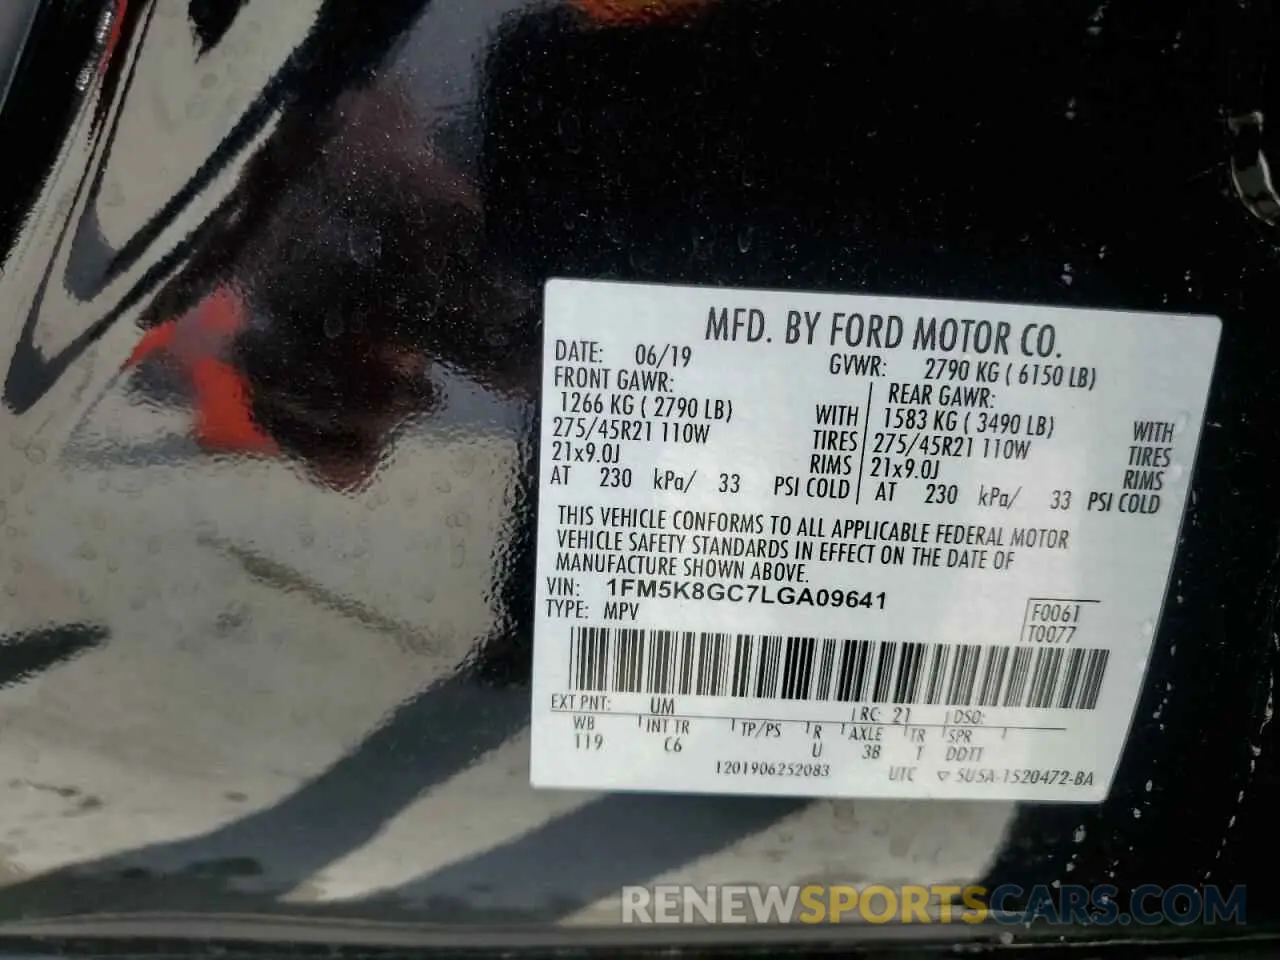 MFD. BY FORD MOTOR CO.
DATE: 06/19 GVWR: 2790 KG ( 6150 LB)
FRONT GAWR: REAR GAWR:
1266 KG ( 2790 LB) WITH 1583 KG ( 3490 LB) WITH
275/45R21 110W TIRES 275/45R21 110W TIRES
21x9.0J RIMS 21x9.0J RIMS
AT 230 kPa/ 33 PSI COLD AT 230 kPa/ 33 PSI COLD
THIS VEHICLE CONFORMS TO ALL APPLICABLE FEDERAL MOTOR
VEHICLE SAFETY STANDARDS IN EFFECT ON THE DATE OF
MANUFACTURE SHOWN ABOVE.
VIN: 1FM5K8GC7LGA09641
TYPE: MPV
F0061
T0077
EXT PNT: UM RC: 21 DSO:
WB INT TR TP/PS R AXLE TR SPR
119 C6 U 38 T DDTT
1201906252083 UTC ▽ 5U5A-1520472-BA
RENEWSPORTSCARS.COM